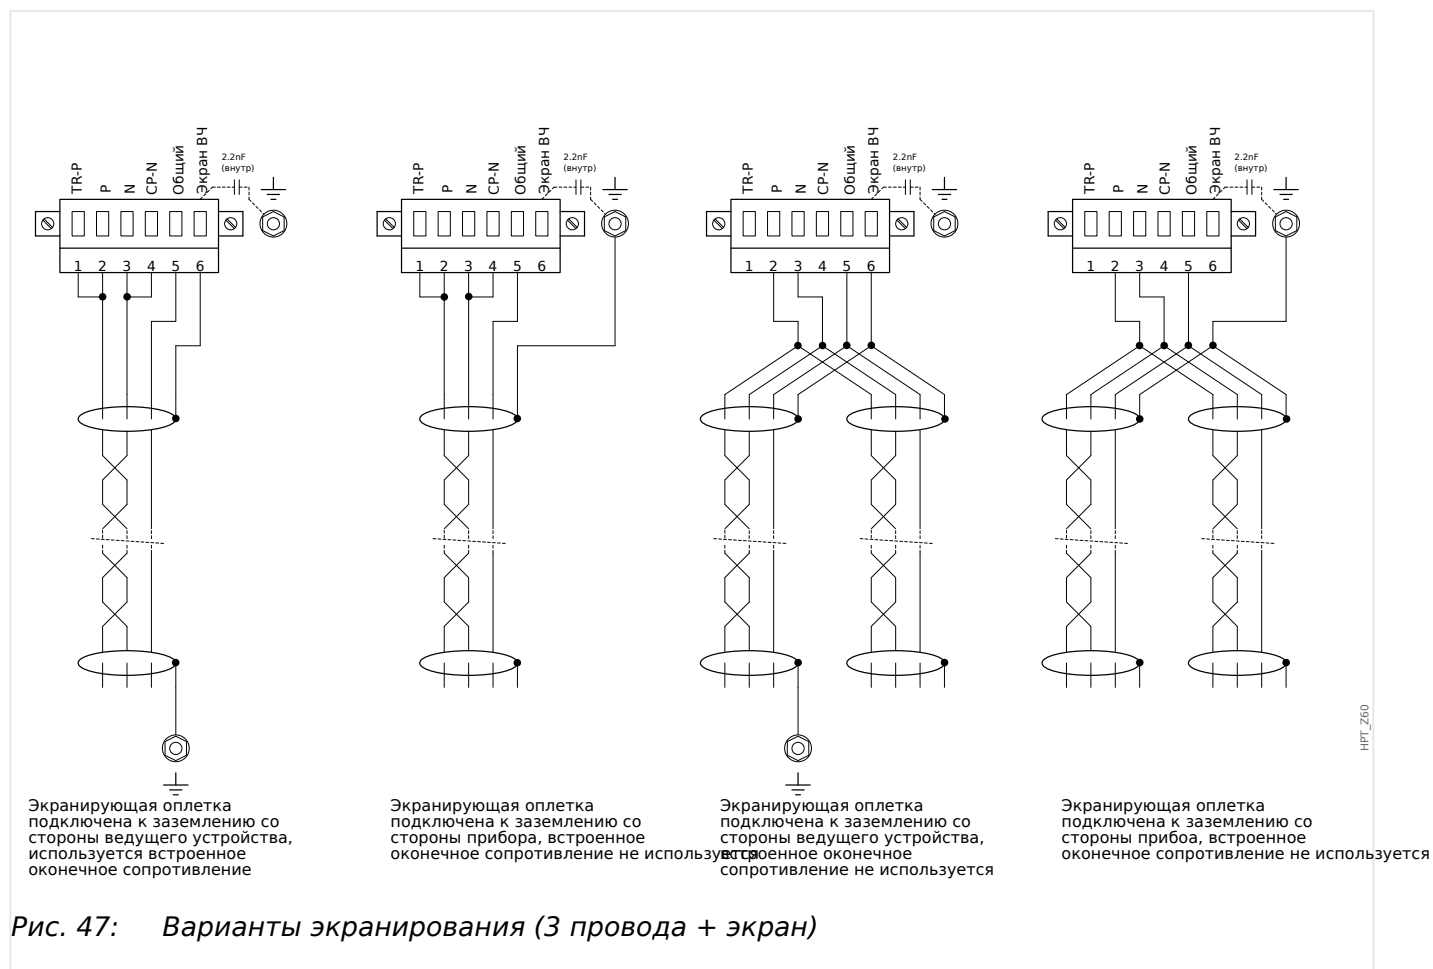 TR-P
P
N
CP-N
Общий
Экран ВЧ
2.2nF
(внутр)
1 2 3 4 5 6
TR-P
P
N
CP-N
Общий
Экран ВЧ
2.2nF
(внутр)
1 2 3 4 5 6
TR-P
P
N
CP-N
Общий
Экран ВЧ
2.2nF
(внутр)
1 2 3 4 5 6
TR-P
P
N
CP-N
Общий
Экран ВЧ
2.2nF
(внутр)
1 2 3 4 5 6
HPT_Z60
Экранирующая оплетка
подключена к заземлению со
стороны ведущего устройства,
используется встроенное
оконечное сопротивление
Экранирующая оплетка
подключена к заземлению со
стороны прибора, встроенное
оконечное сопротивление не используется
Экранирующая оплетка
подключена к заземлению со
стороны ведущего устройства,
встроенное оконечное
сопротивление не используется
Экранирующая оплетка
подключена к заземлению со
стороны прибоа, встроенное
оконечное сопротивление не используется
Рис. 47: Варианты экранирования (3 провода + экран)